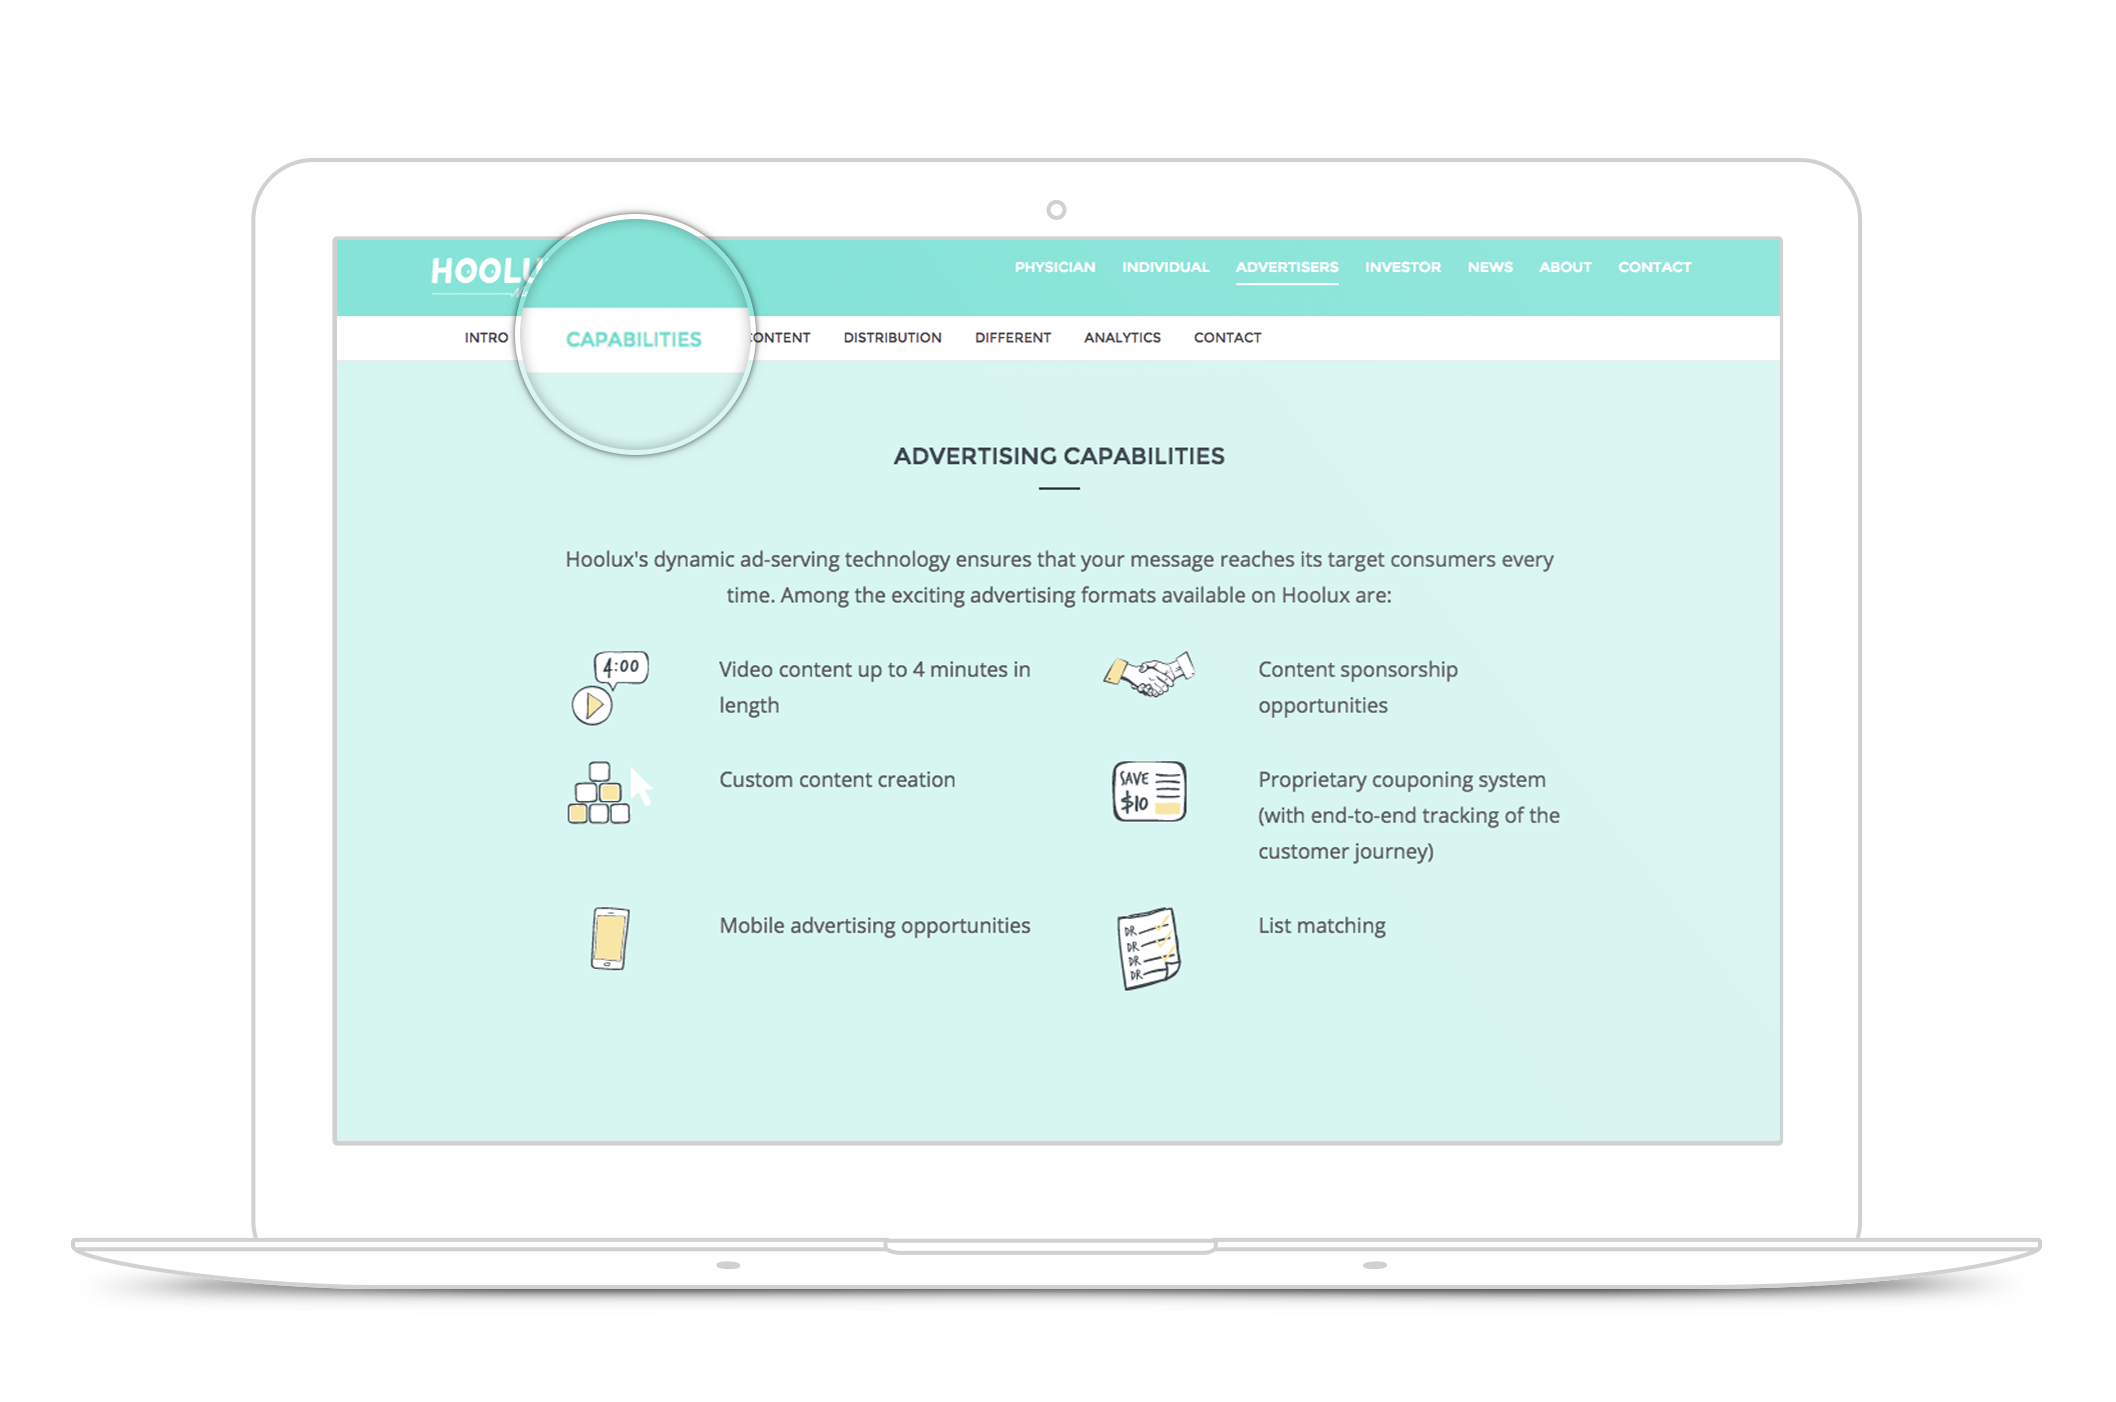 PHYSICIAN INDIVIDUAL ADVERTISERS INVESTOR NEWS ABOUT CONTACT
INTRO CAPABILITIES DISTRIBUTION DIFFERENT ANALYTICS CONTACT
ADVERTISING CAPABILITIES
Hoolux's dynamic ad-serving technology ensures that your message reaches its target consumers every
time. Among the exciting advertising formats available on Hoolux are:
4:00
Video content up to 4 minutes in
length
Content sponsorship
opportunities
Custom content creation
SAVE
$10
Proprietary couponing system
(with end-to-end tracking of the
customer journey)
Mobile advertising opportunities
DR
DR
DR
DR
List matching